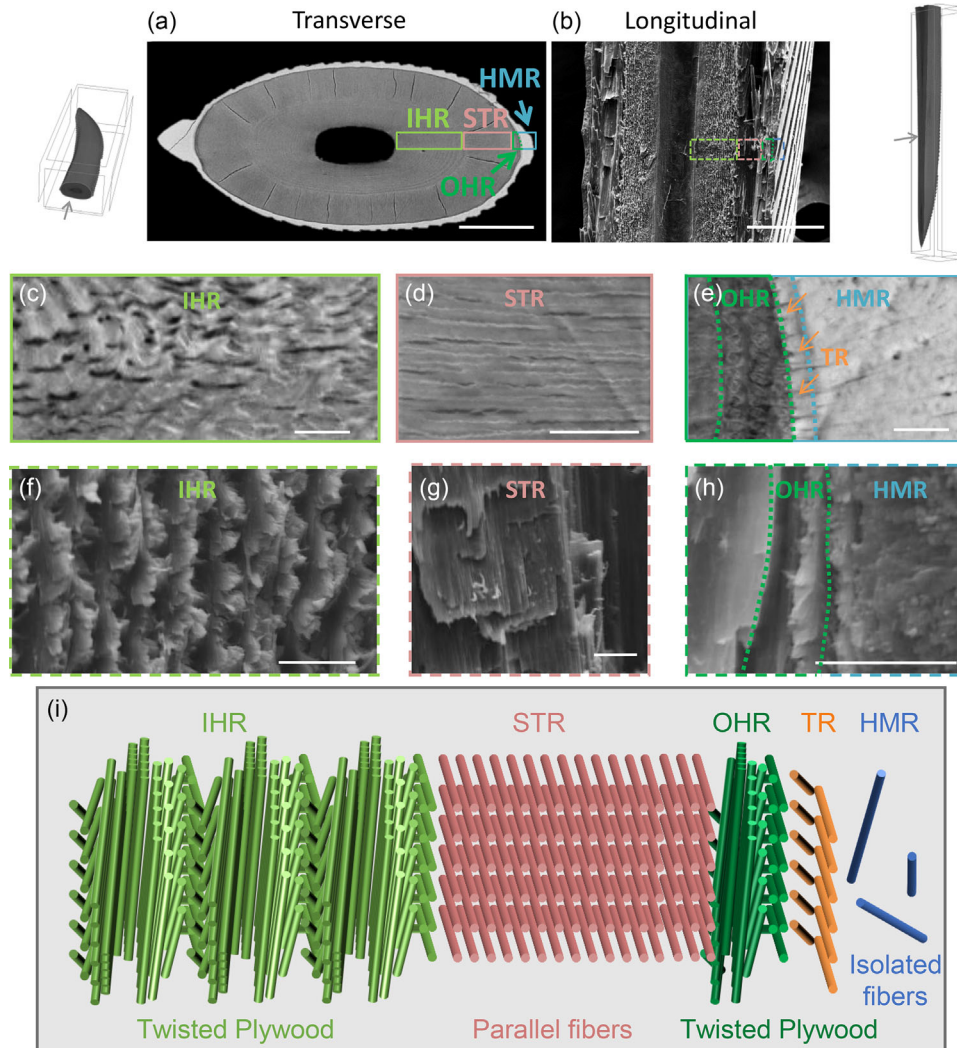 (a) Transverse
(b) Longitudinal
HMR
IHR STR
OHR
(c) IHR
(d) STR
(e) OHR HMR
TR
(f) IHR
(g) STR
(h) OHR HMR
(i)
IHR STR OHR TR HMR
Isolated
fibers
Twisted Plywood Parallel fibers Twisted Plywood